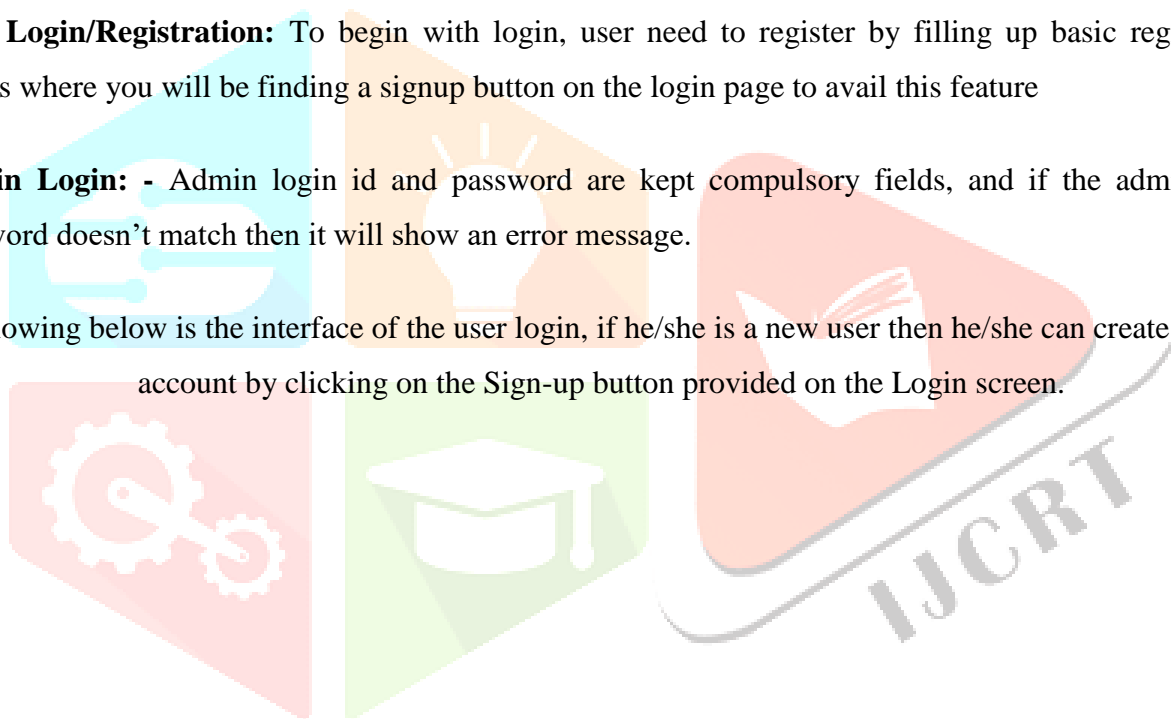 Login/Registration: To begin with login, user need to register by filling up basic reg
s where you will be finding a signup button on the login page to avail this feature
in Login: - Admin login id and password are kept compulsory fields, and if the adm
word doesn’t match then it will show an error message.
lowing below is the interface of the user login, if he/she is a new user then he/she can create
account by clicking on the Sign-up button provided on the Login screen.
IJCRT